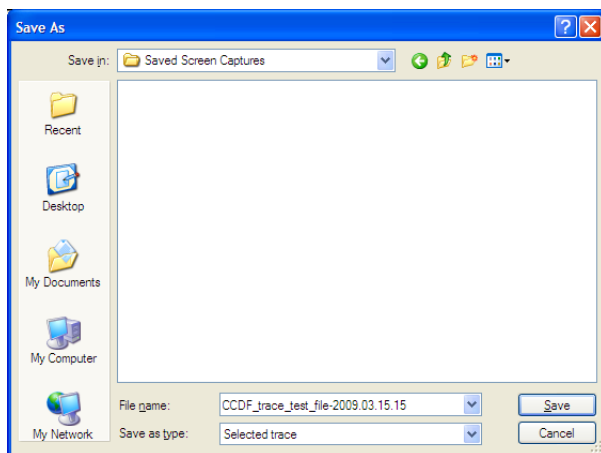 Save As
Save in: Saved Screen Captures
Recent
Desktop
My Documents
My Computer
My Network
File name: CCDF_trace_test_file-2009.03.15.15 Save
Save as type: Selected trace Cancel